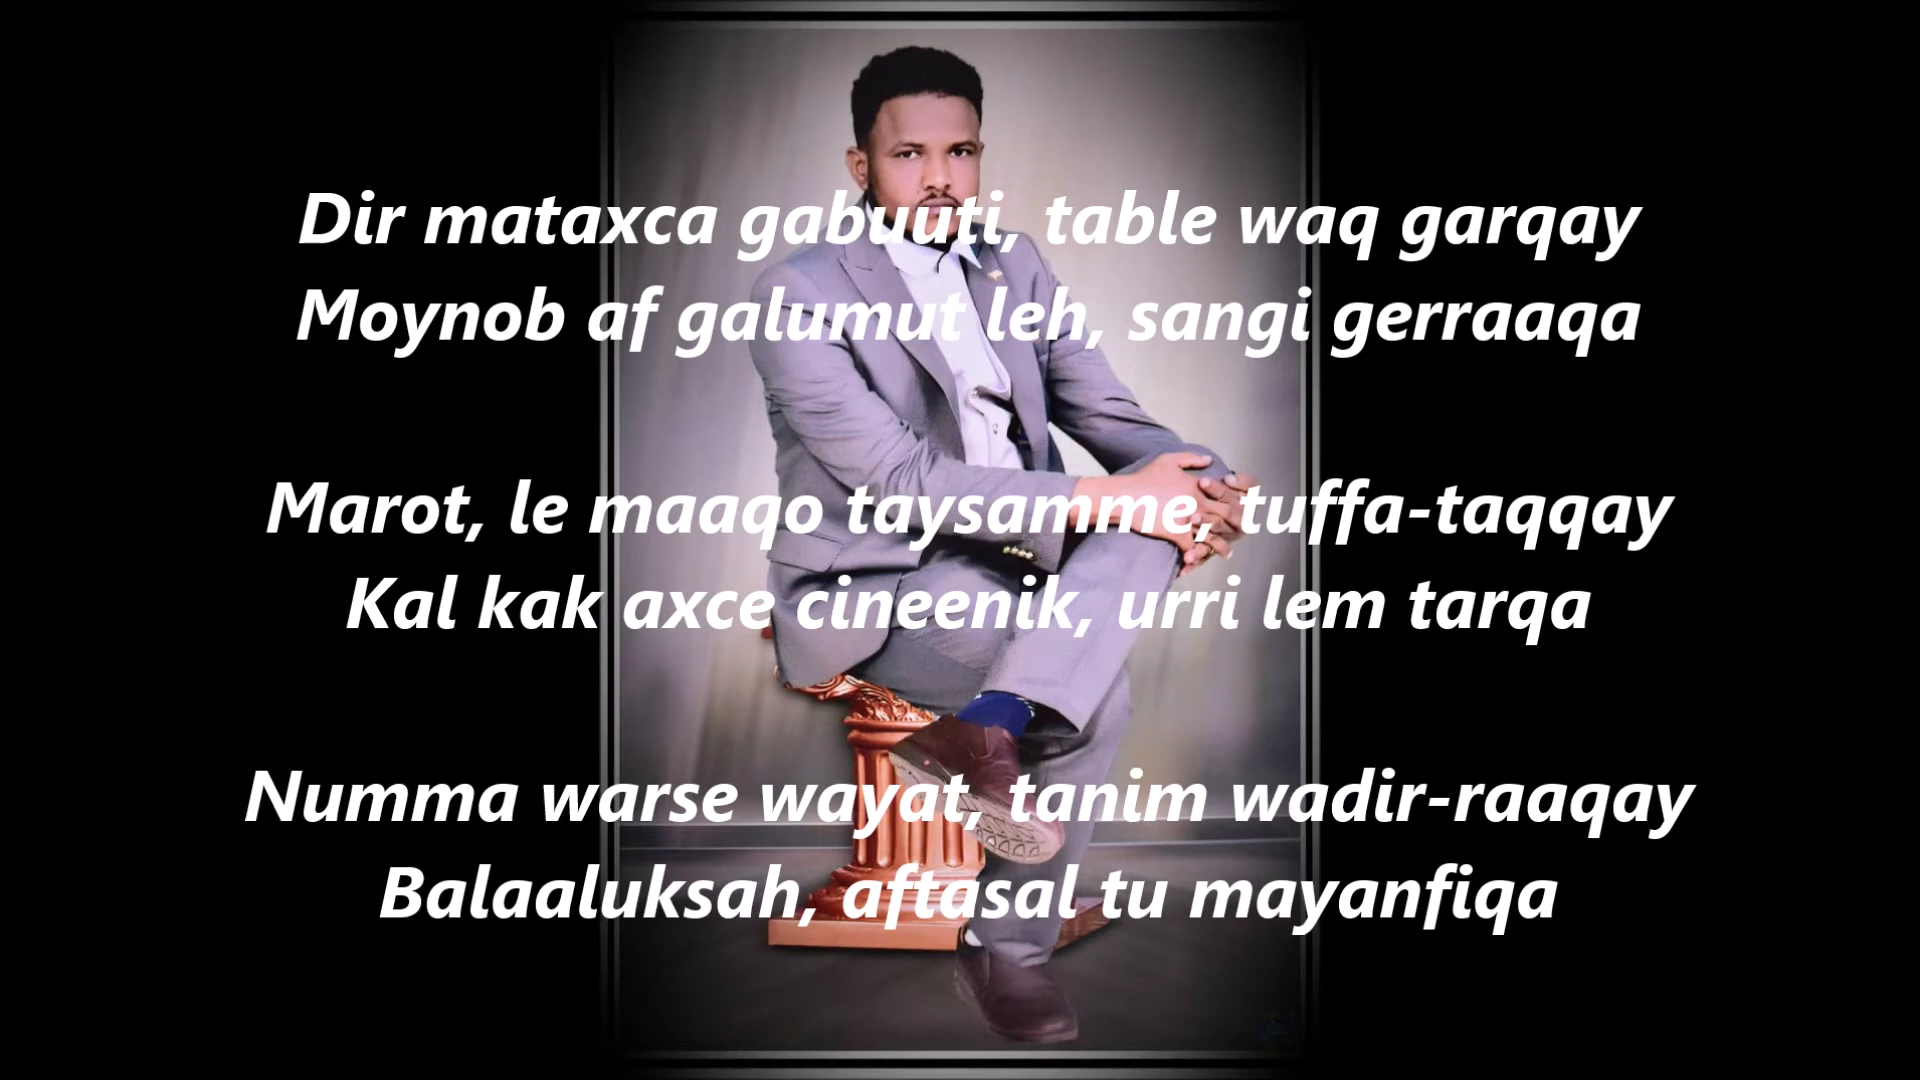 Dir mataxca gabuuti, table waq garqay
Moynob af galumut leh, sangi gerraaqa
Marot, le maaqo taysamme, tuffa-taqqay
Kal kak axce cineenik, urri lem tarqa
Numma warse wayat, tanim wadir-raaqay
Balaaluksah, aftasal tu mayanfiqa